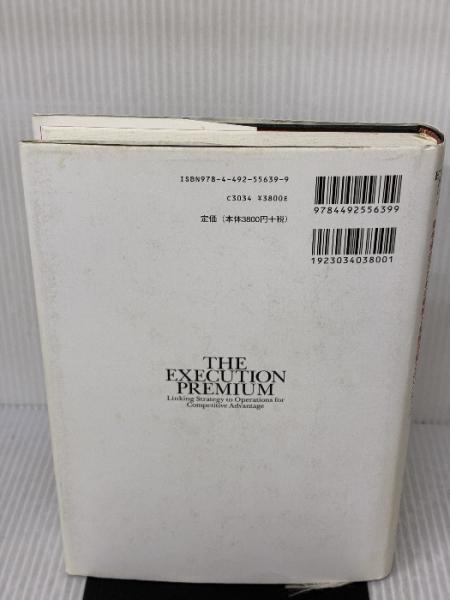 ISBN978-4-492-55639-9
C3034 ¥3800E
定価(本体3800円+税)
9784492556399
1923034038001
THE
EXECUTION
PREMIUM
Linking Strategy to Operations for
Competitive Advantage